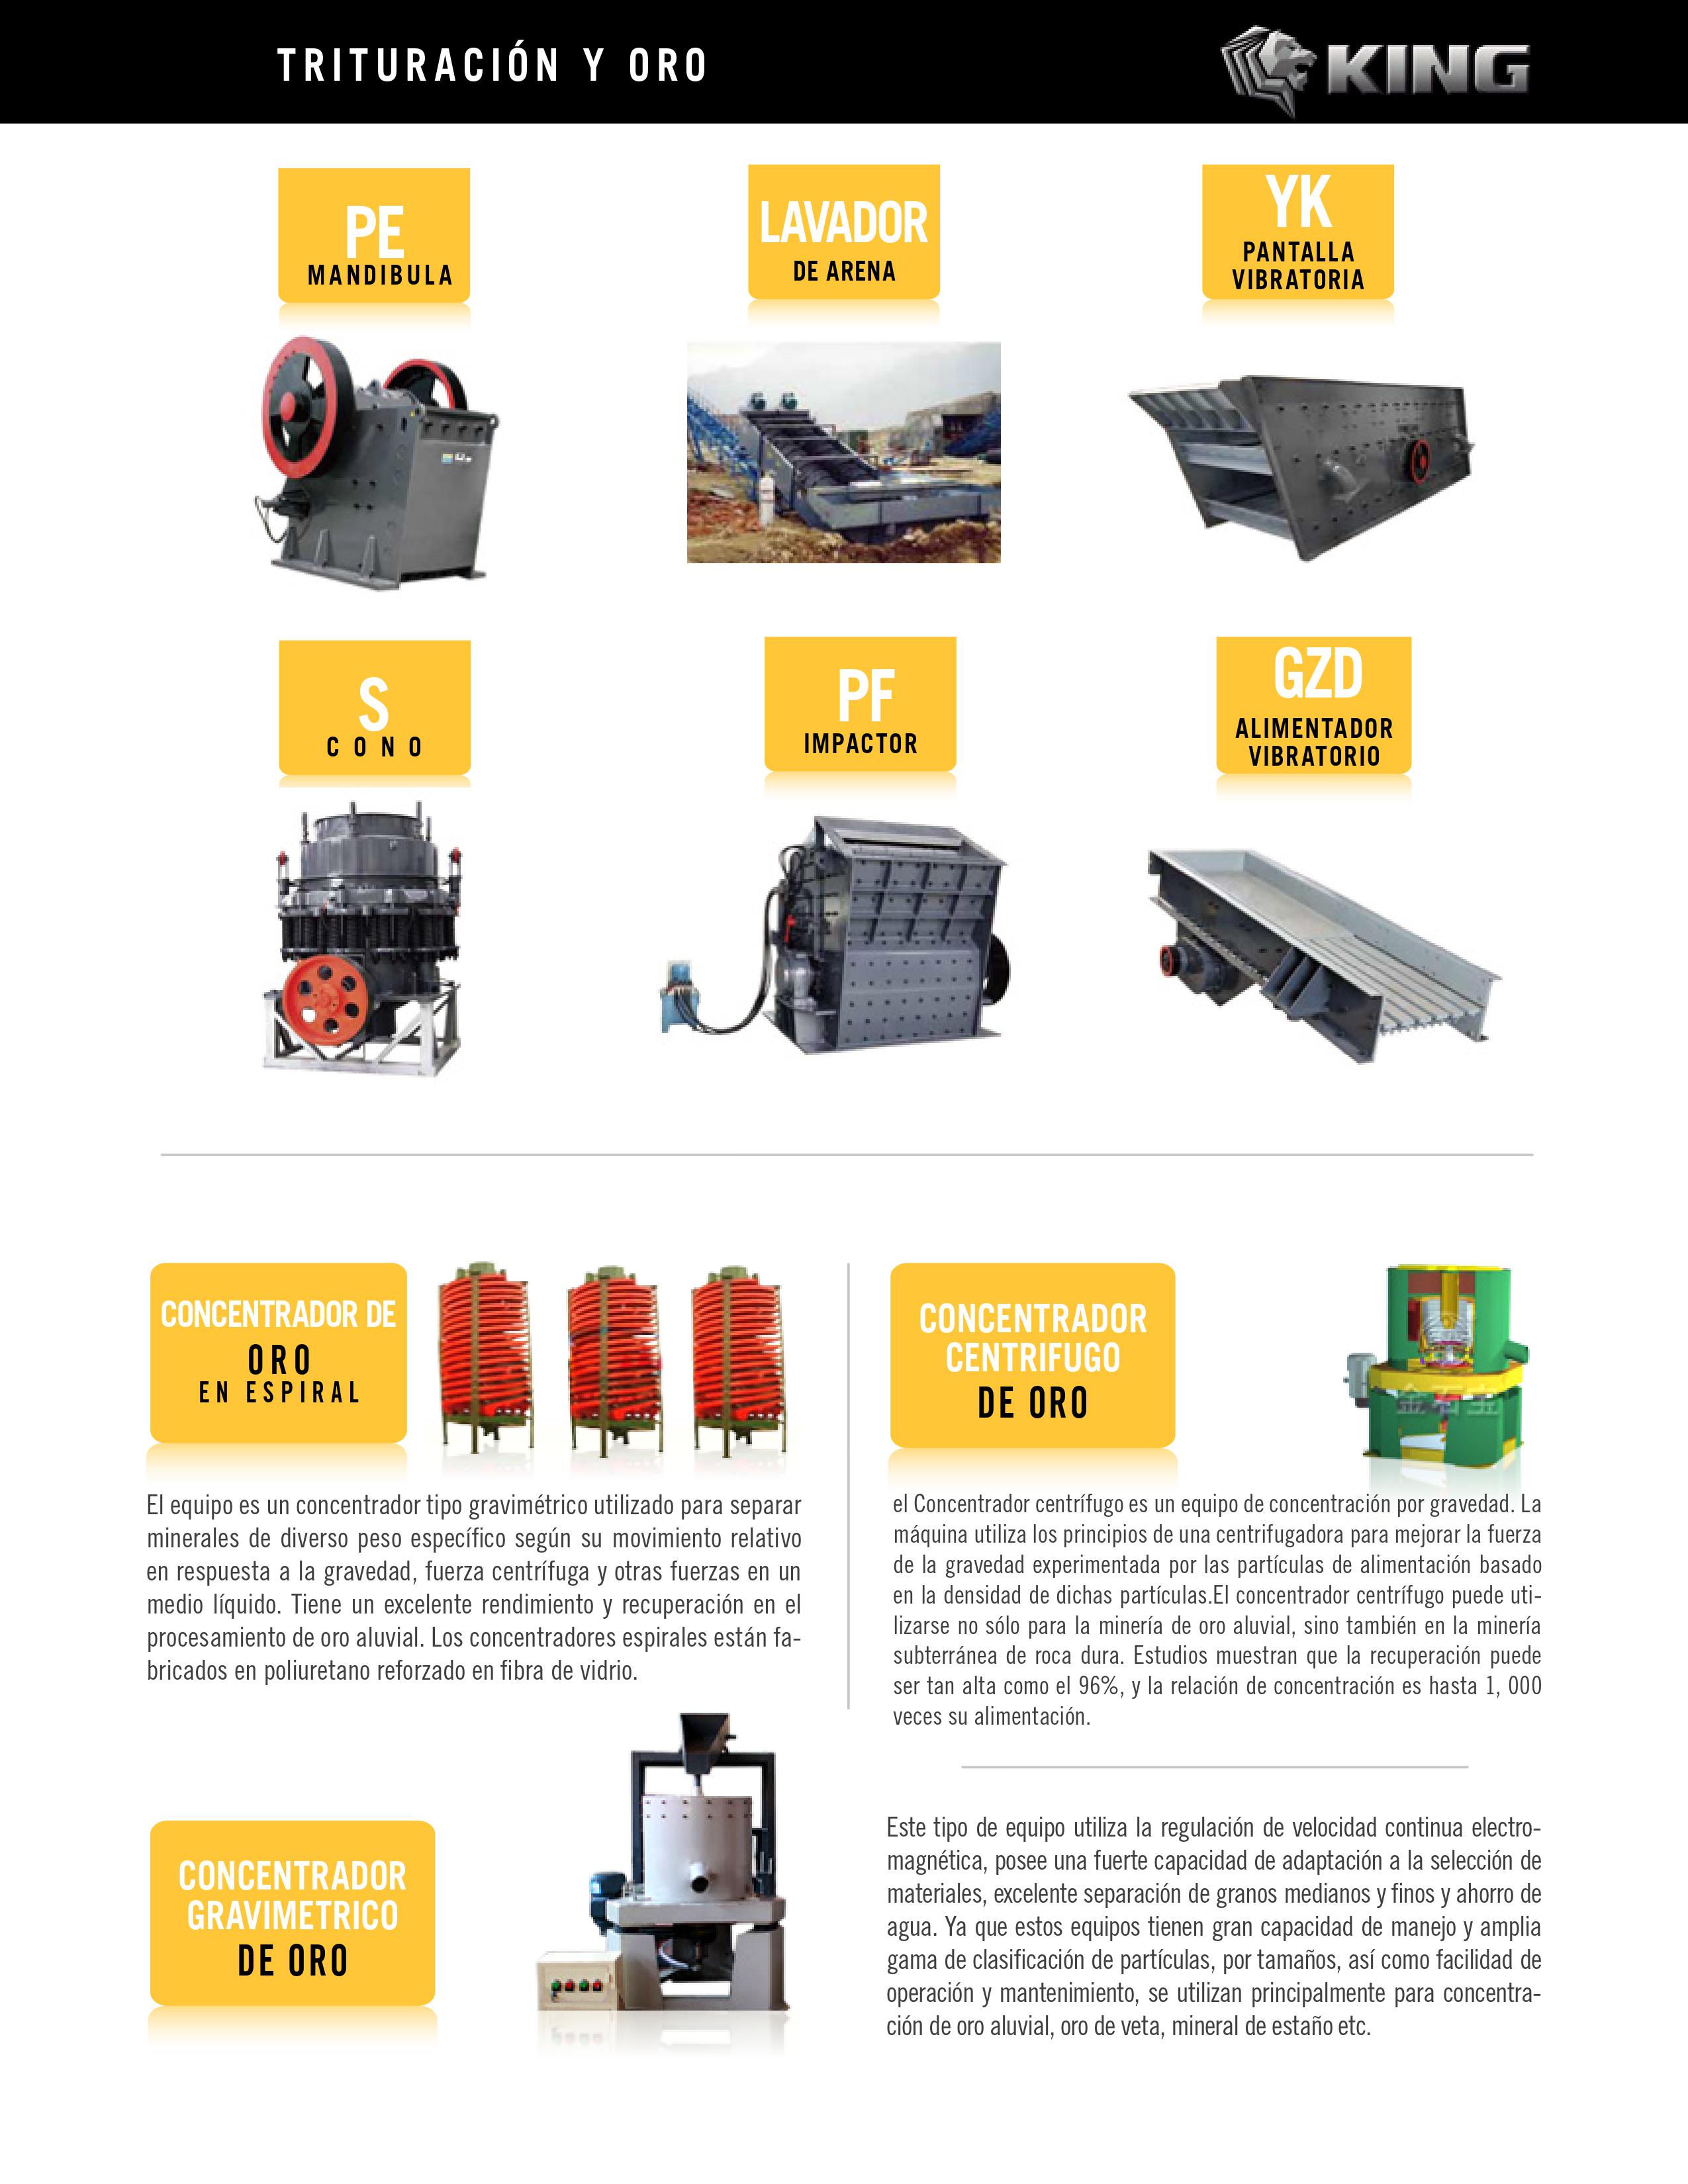 TRITURACIÓN Y ORO
KING
PE
MANDIBULA
LAVADOR
DE ARENA
YK
PANTALLA
VIBRATORIA
S
CONO
PF
IMPACTOR
GZD
ALIMENTADOR
VIBRATORIO
CONCENTRADOR DE
ORO
EN ESPIRAL
El equipo es un concentrador tipo gravimétrico utilizado para separar
minerales de diverso peso específico según su movimiento relativo
en respuesta a la gravedad, fuerza centrífuga y otras fuerzas en un
medio líquido. Tiene un excelente rendimiento y recuperación en el
procesamiento de oro aluvial. Los concentradores espirales están fa-
bricados en poliuretano reforzado en fibra de vidrio.
CONCENTRADOR
CENTRIFUGO
DE ORO
el Concentrador centrífugo es un equipo de concentración por gravedad. La
máquina utiliza los principios de una centrifugadora para mejorar la fuerza
de la gravedad experimentada por las partículas de alimentación basado
en la densidad de dichas partículas.El concentrador centrífugo puede uti-
lizarse no sólo para la minería de oro aluvial, sino también en la minería
subterránea de roca dura. Estudios muestran que la recuperación puede
ser tan alta como el 96%, y la relación de concentración es hasta 1, 000
veces su alimentación.
CONCENTRADOR
GRAVIMETRICO
DE ORO
Este tipo de equipo utiliza la regulación de velocidad continua electro-
magnética, posee una fuerte capacidad de adaptación a la selección de
materiales, excelente separación de granos medianos y finos y ahorro de
agua. Ya que estos equipos tienen gran capacidad de manejo y amplia
gama de clasificación de partículas, por tamaños, así como facilidad de
operación y mantenimiento, se utilizan principalmente para concentra-
ción de oro aluvial, oro de veta, mineral de estaño etc.